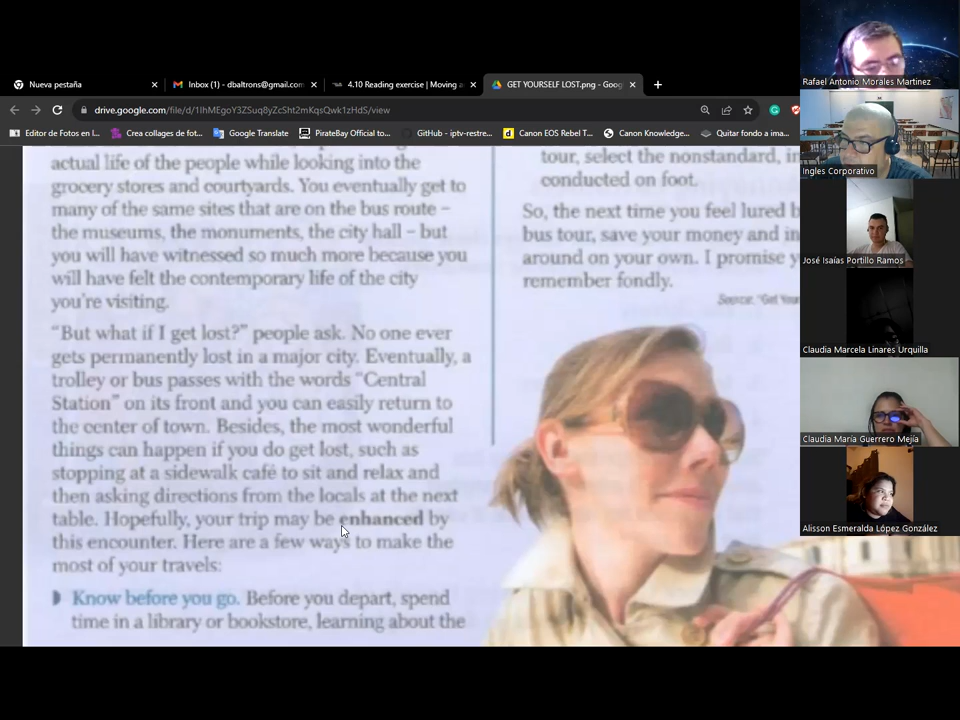 Nueva pestaña
Inbox (1) - dbaltrons@gmail.com
4.10 Reading exercise | Moving a
GET YOURSELF LOST.png - Goog
drive.google.com/file/d/
/view
Editor de Fotos en l...
Crea collages de fot...
Google Translate
PirateBay Official to...
GitHub - iptv-restre...
Canon EOS Rebel T...
Canon Knowledge...
Quitar fondo a ima...
actual life of the people while looking into the
grocery stores and courtyards. You eventually get to
many of the same sites that are on the bus route –
the museums, the monuments, the city hall – but
you will have witnessed so much more because you
will have felt the contemporary life of the city
you're visiting.
"But what if I get lost?" people ask. No one ever
gets permanently lost in a major city. Eventually, a
trolley or bus passes with the words "Central
Station" on its front and you can easily return to
the center of town. Besides, the most wonderful
things can happen if you do get lost, such as
stopping at a sidewalk café to sit and relax and
then asking directions from the locals at the next
table. Hopefully, your trip may be enhanced by
this encounter. Here are a few ways to make the
most of your travels:
Know before you go. Before you depart, spend
time in a library or bookstore, learning about the
tour, select the nonstandard, in
conducted on foot.
So, the next time you feel lured b
bus tour, save your money and in
around on your own. I promise y
remember fondly.
Source: "Get Your
Rafael Antonio Morales Martinez
Ingles Corporativo
José Isaías Portillo Ramos
Claudia Marcela Linares Urquilla
Claudia María Guerrero Mejía
Alisson Esmeralda López González